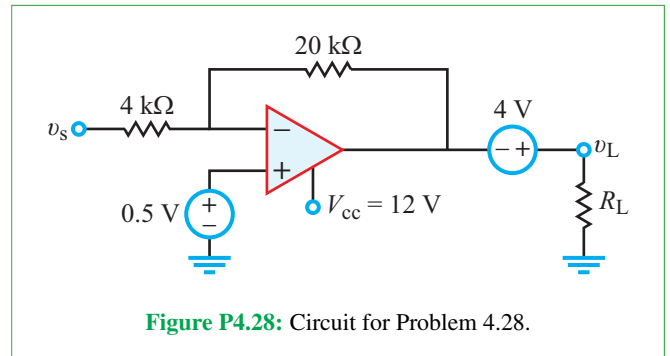 20 kΩ
4 kΩ
4 V
υs
−
− +
υL
+
0.5 V
+
−
Vcc = 12 V
RL
Figure P4.28: Circuit for Problem 4.28.